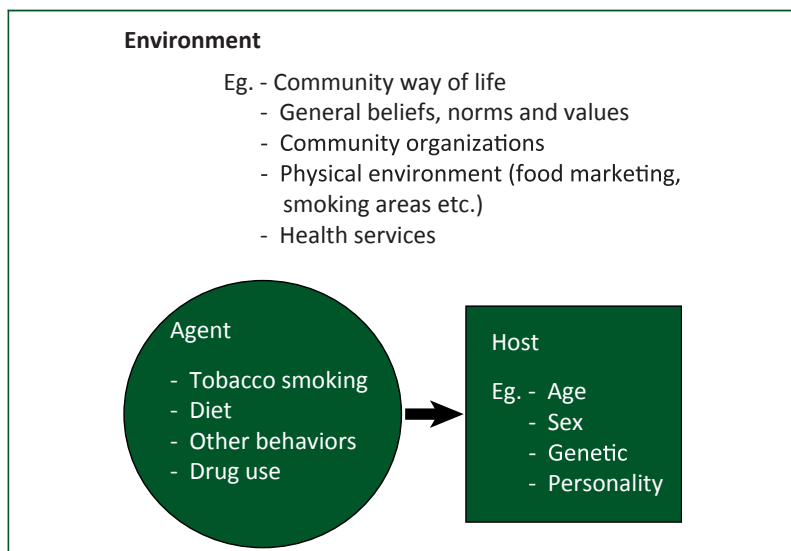 Environment
Eg. - Community way of life
- General beliefs, norms and values
- Community organizations
- Physical environment (food marketing,
smoking areas etc.)
- Health services
Agent
- Tobacco smoking
- Diet
- Other behaviors
- Drug use
Host
Eg. - Age
- Sex
- Genetic
- Personality